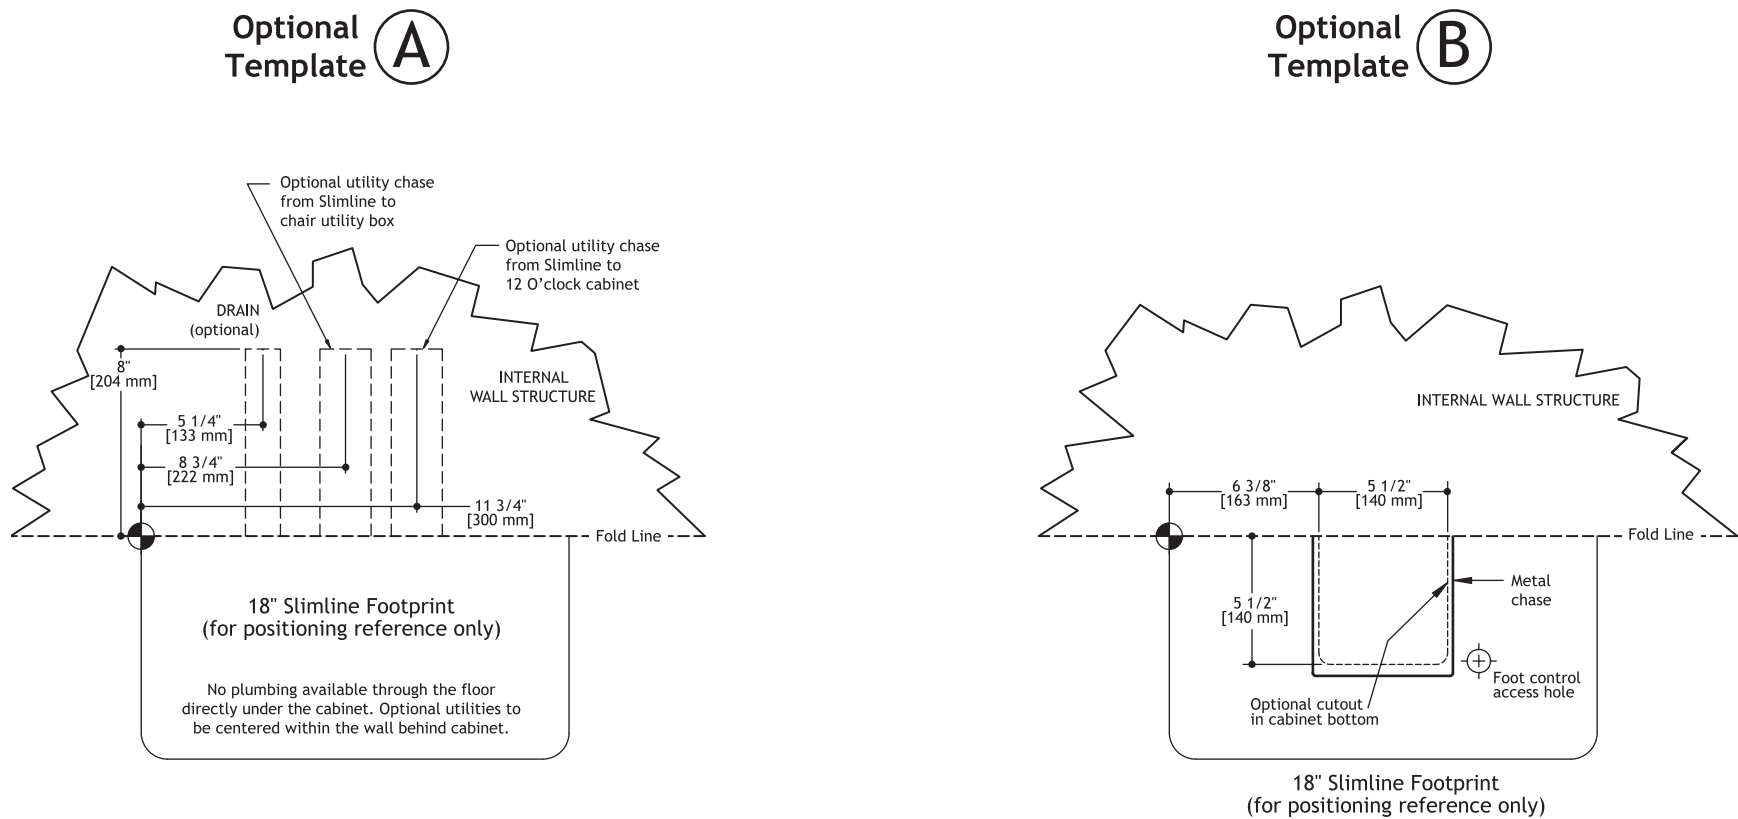 Optional
Template
A
Optional utility chase
from Slimline to
chair utility box
Optional utility chase
from Slimline to
12 O'clock cabinet
DRAIN
(optional)
8"
[204 mm]
INTERNAL
WALL STRUCTURE
5 1/4"
[133 mm]
8 3/4"
[222 mm]
11 3/4"
[300 mm]
Fold Line
18" Slimline Footprint
(for positioning reference only)
No plumbing available through the floor
directly under the cabinet. Optional utilities to
be centered within the wall behind cabinet.
Optional
Template
B
INTERNAL WALL STRUCTURE
6 3/8"
[163 mm]
5 1/2"
[140 mm]
Fold Line
5 1/2"
[140 mm]
Metal
chase
Foot control
access hole
Optional cutout
in cabinet bottom
18" Slimline Footprint
(for positioning reference only)